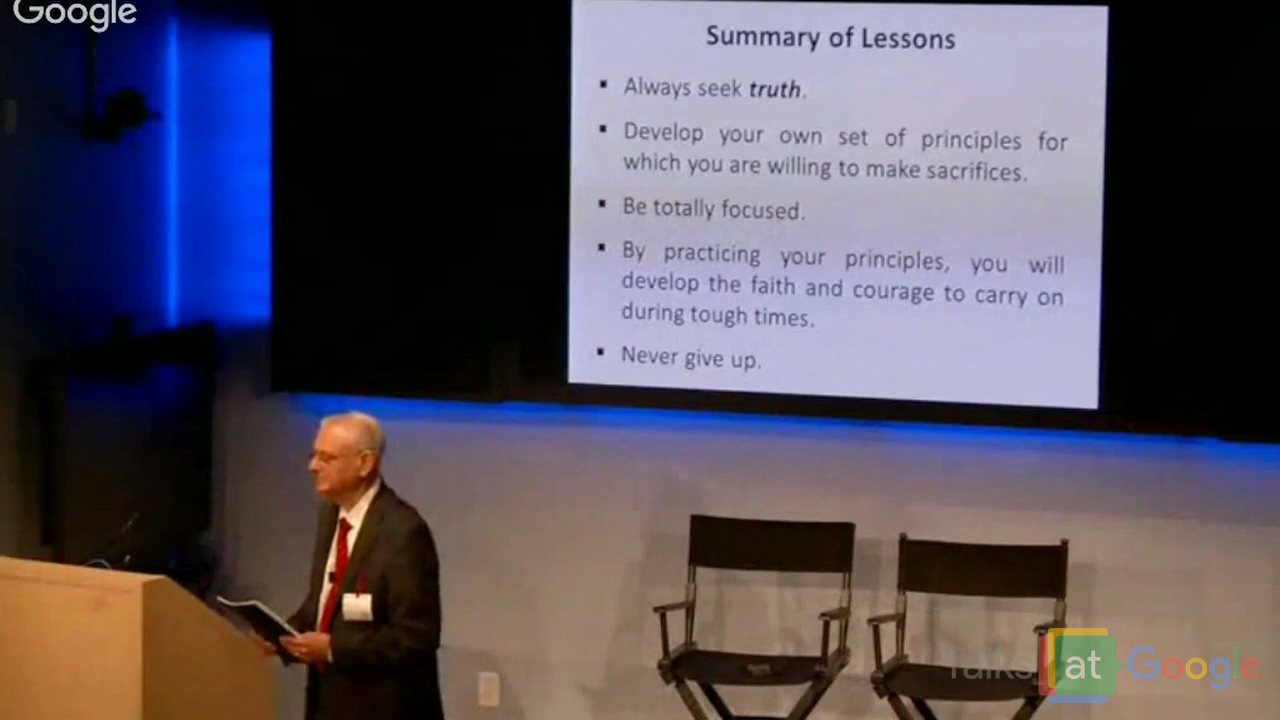 Google
Summary of Lessons
▪ Always seek truth.
▪ Develop your own set of principles for
which you are willing to make sacrifices.
▪ Be totally focused.
▪ By practicing your principles, you will
develop the faith and courage to carry on
during tough times.
▪ Never give up.
Talks at Google